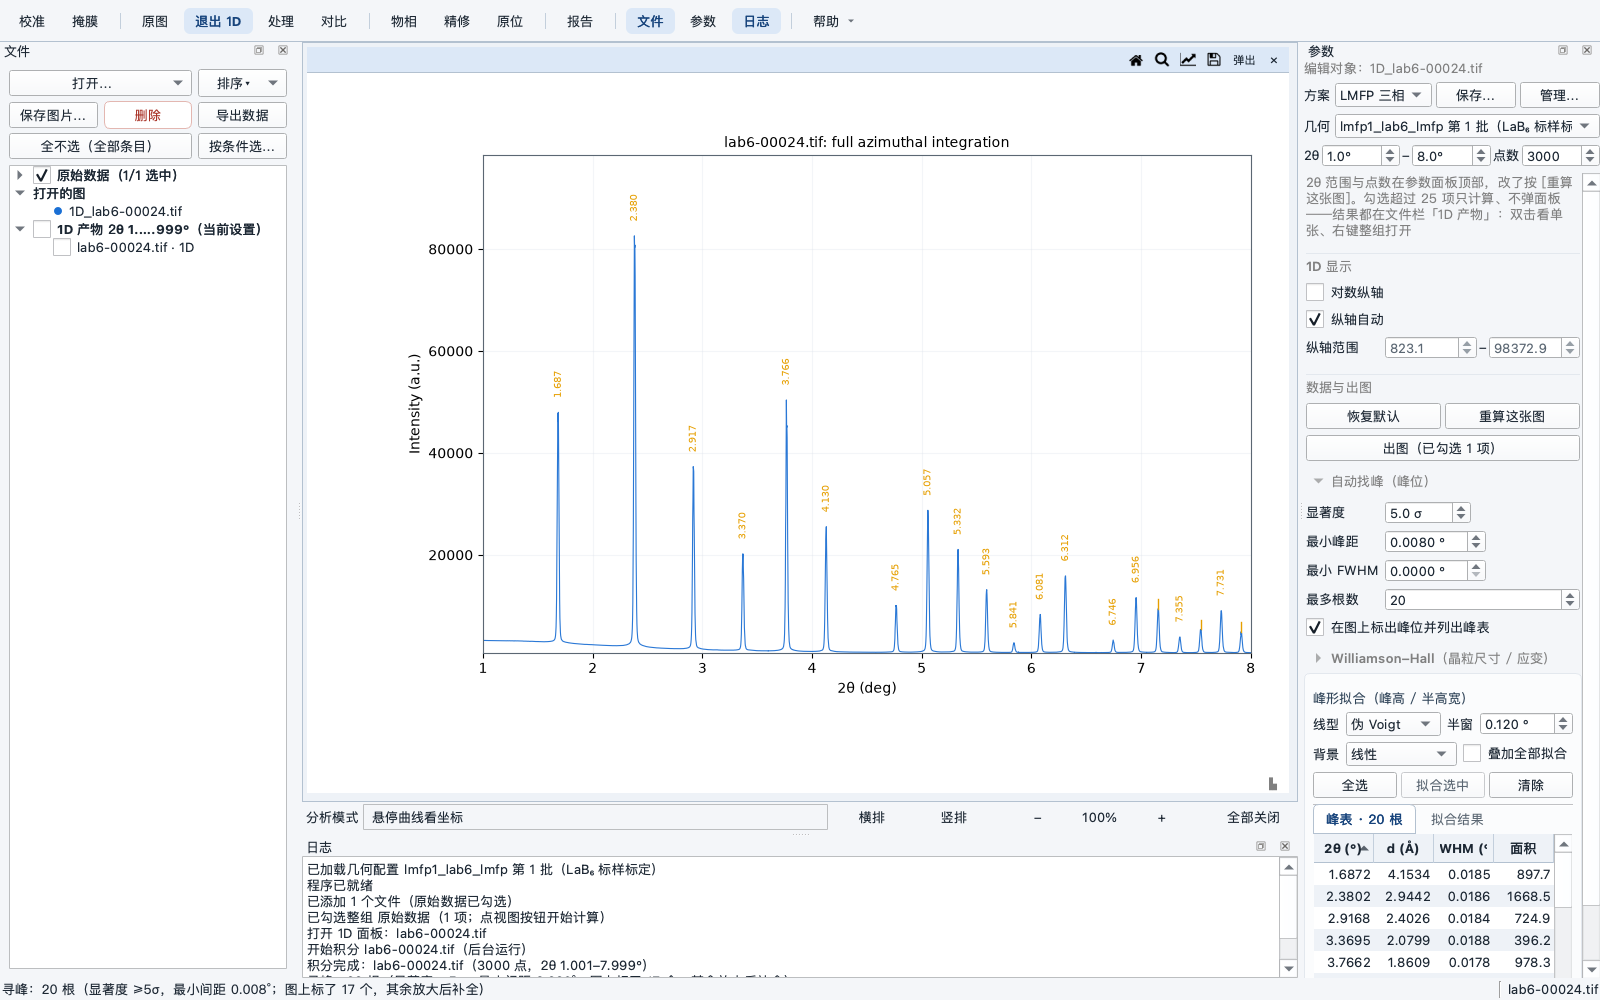 校准 掩膜 原图 退出 1D 处理 对比 物相 精修 原位 报告 文件 参数 日志 帮助
文件
打开... 排序
保存图片... 删除 导出数据
全不选（全部条目） 按条件选...
原始数据（1/1 选中）
打开的图
1D_lab6-00024.tif
1D 产物 2θ 1.....999°（当前设置）
lab6-00024.tif · 1D
弹出 ×
lab6-00024.tif: full azimuthal integration
Intensity (a.u.)
80000
60000
40000
20000
1.687
2.380
2.917
3.370
3.766
4.130
4.765
5.057
5.332
5.593
5.841
6.081
6.312
6.746
6.956
7.355
7.731
1 2 3 4 5 6 7 8
2θ (deg)
分析模式 悬停曲线看坐标 横排 竖排 − 100% + 全部关闭
日志
已加载几何配置 lmfp1_lab6_lmfp 第 1 批（LaB₆ 标样标定）
程序已就绪
已添加 1 个文件（原始数据已勾选）
已勾选整组 原始数据（1 项；点视图按钮开始计算）
打开 1D 面板：lab6-00024.tif
开始积分 lab6-00024.tif（后台运行）
积分完成：lab6-00024.tif（3000 点，2θ 1.001–7.999°）
寻峰：20 根（显著度 ≥5σ，最小间距 0.008°；图上标了 17 个，其余放大后补全）
lab6-00024.tif
参数
编辑对象：1D_lab6-00024.tif
方案 LMFP 三相 保存... 管理...
几何 lmfp1_lab6_lmfp 第 1 批（LaB₆ 标样标
2θ 1.0° – 8.0° 点数 3000
2θ 范围与点数在参数面板顶部，改了按 [重算
这张图]。勾选超过 25 项只计算、不弹面板
——结果都在文件栏「1D 产物」：双击看单
张、右键整组打开
1D 显示
对数纵轴
纵轴自动
纵轴范围 823.1 – 98372.9
数据与出图
恢复默认 重算这张图
出图（已勾选 1 项）
自动找峰（峰位）
显著度 5.0 σ
最小峰距 0.0080 °
最小 FWHM 0.0000 °
最多根数 20
在图上标出峰位并列出峰表
Williamson–Hall（晶粒尺寸 / 应变）
峰形拟合（峰高 / 半高宽）
线型 伪 Voigt 半窗 0.120 °
背景 线性 叠加全部拟合
全选 拟合选中 清除
峰表 · 20 根 拟合结果
2θ (°) d (Å) WHM (° 面积
1.6872 4.1534 0.0185 897.7
2.3802 2.9442 0.0186 1668.5
2.9168 2.4026 0.0184 724.9
3.3695 2.0799 0.0188 396.2
3.7662 1.8609 0.0178 978.3